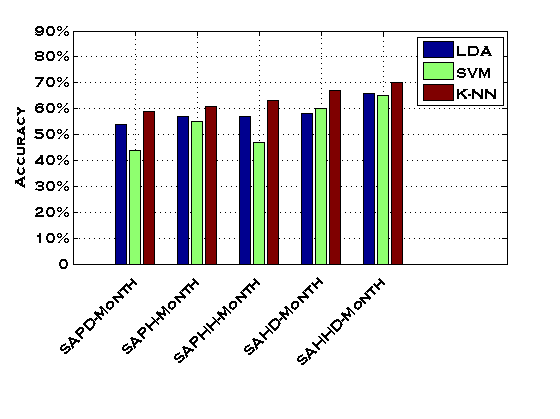 90%
80%
70%
60%
50%
40%
30%
20%
10%
0
Accuracy
LDA
SVM
K-NN
SAPD-Month
SAPH-Month
SAPHH-Month
SAHD-Month
SAHHD-Month